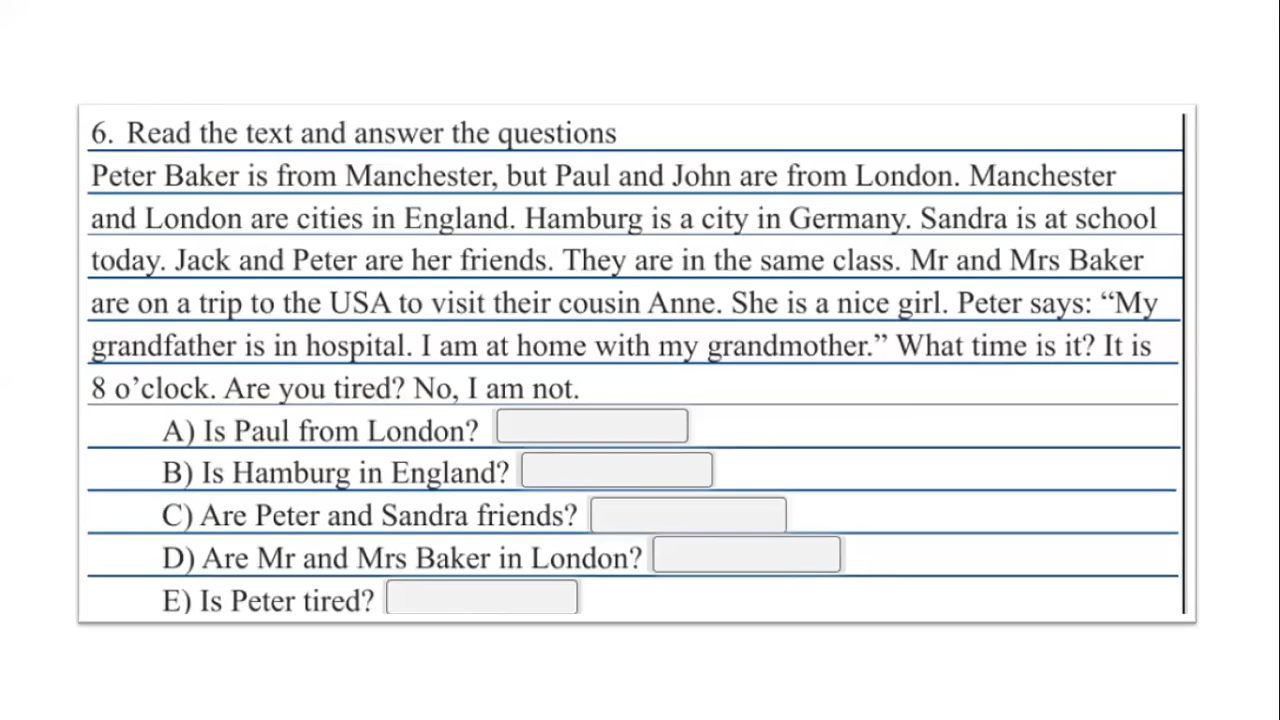 6. Read the text and answer the questions
Peter Baker is from Manchester, but Paul and John are from London. Manchester
and London are cities in England. Hamburg is a city in Germany. Sandra is at school
today. Jack and Peter are her friends. They are in the same class. Mr and Mrs Baker
are on a trip to the USA to visit their cousin Anne. She is a nice girl. Peter says: “My
grandfather is in hospital. I am at home with my grandmother.” What time is it? It is
8 o’clock. Are you tired? No, I am not.
A) Is Paul from London?
B) Is Hamburg in England?
C) Are Peter and Sandra friends?
D) Are Mr and Mrs Baker in London?
E) Is Peter tired?